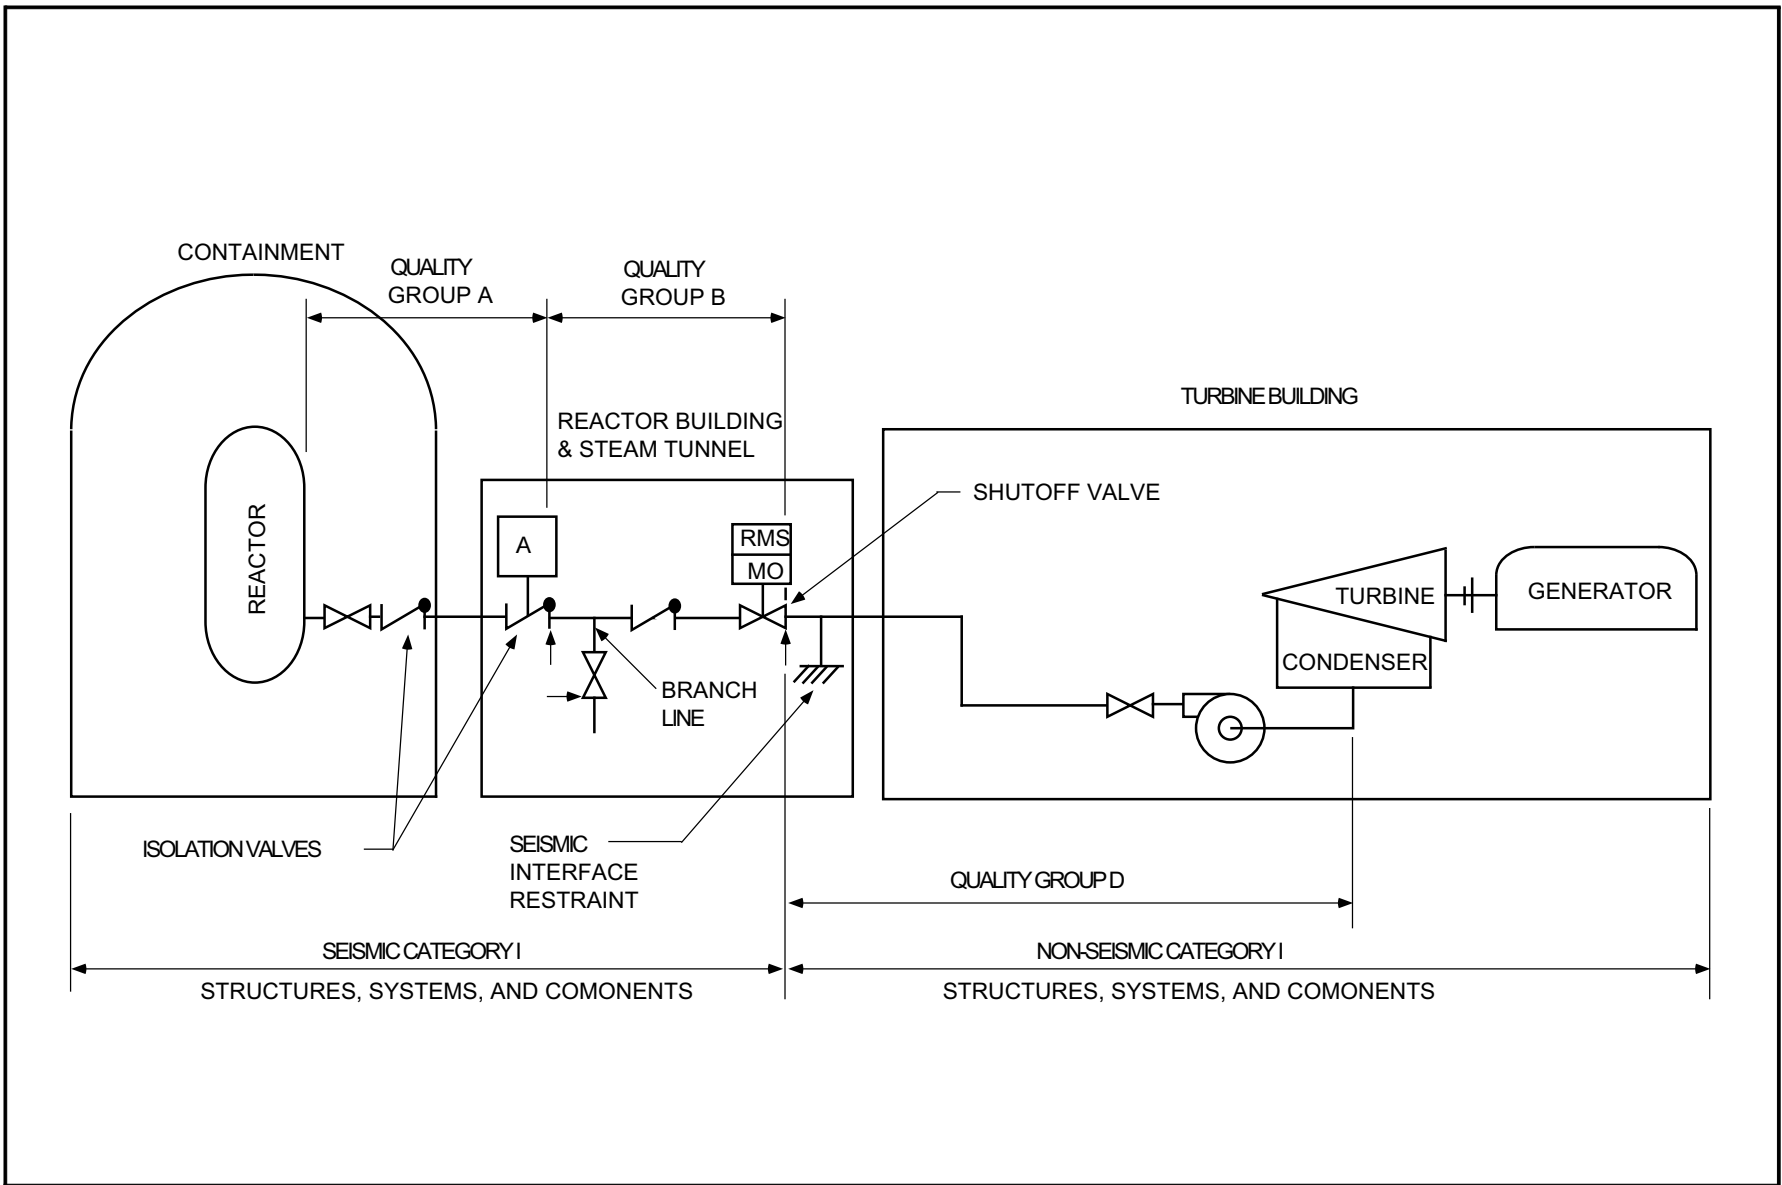 CONTAINMENT
QUALITY
GROUP A
QUALITY
GROUP B
TURBINE BUILDING
REACTOR BUILDING
& STEAM TUNNEL
SHUTOFF VALVE
REACTOR
A
RMS
MO
TURBINE
GENERATOR
CONDENSER
BRANCH
LINE
ISOLATION VALVES
SEISMIC
INTERFACE
RESTRAINT
QUALITY GROUP D
SEISMIC CATEGORY I
STRUCTURES, SYSTEMS, AND COMONENTS
NON-SEISMIC CATEGORY I
STRUCTURES, SYSTEMS, AND COMONENTS